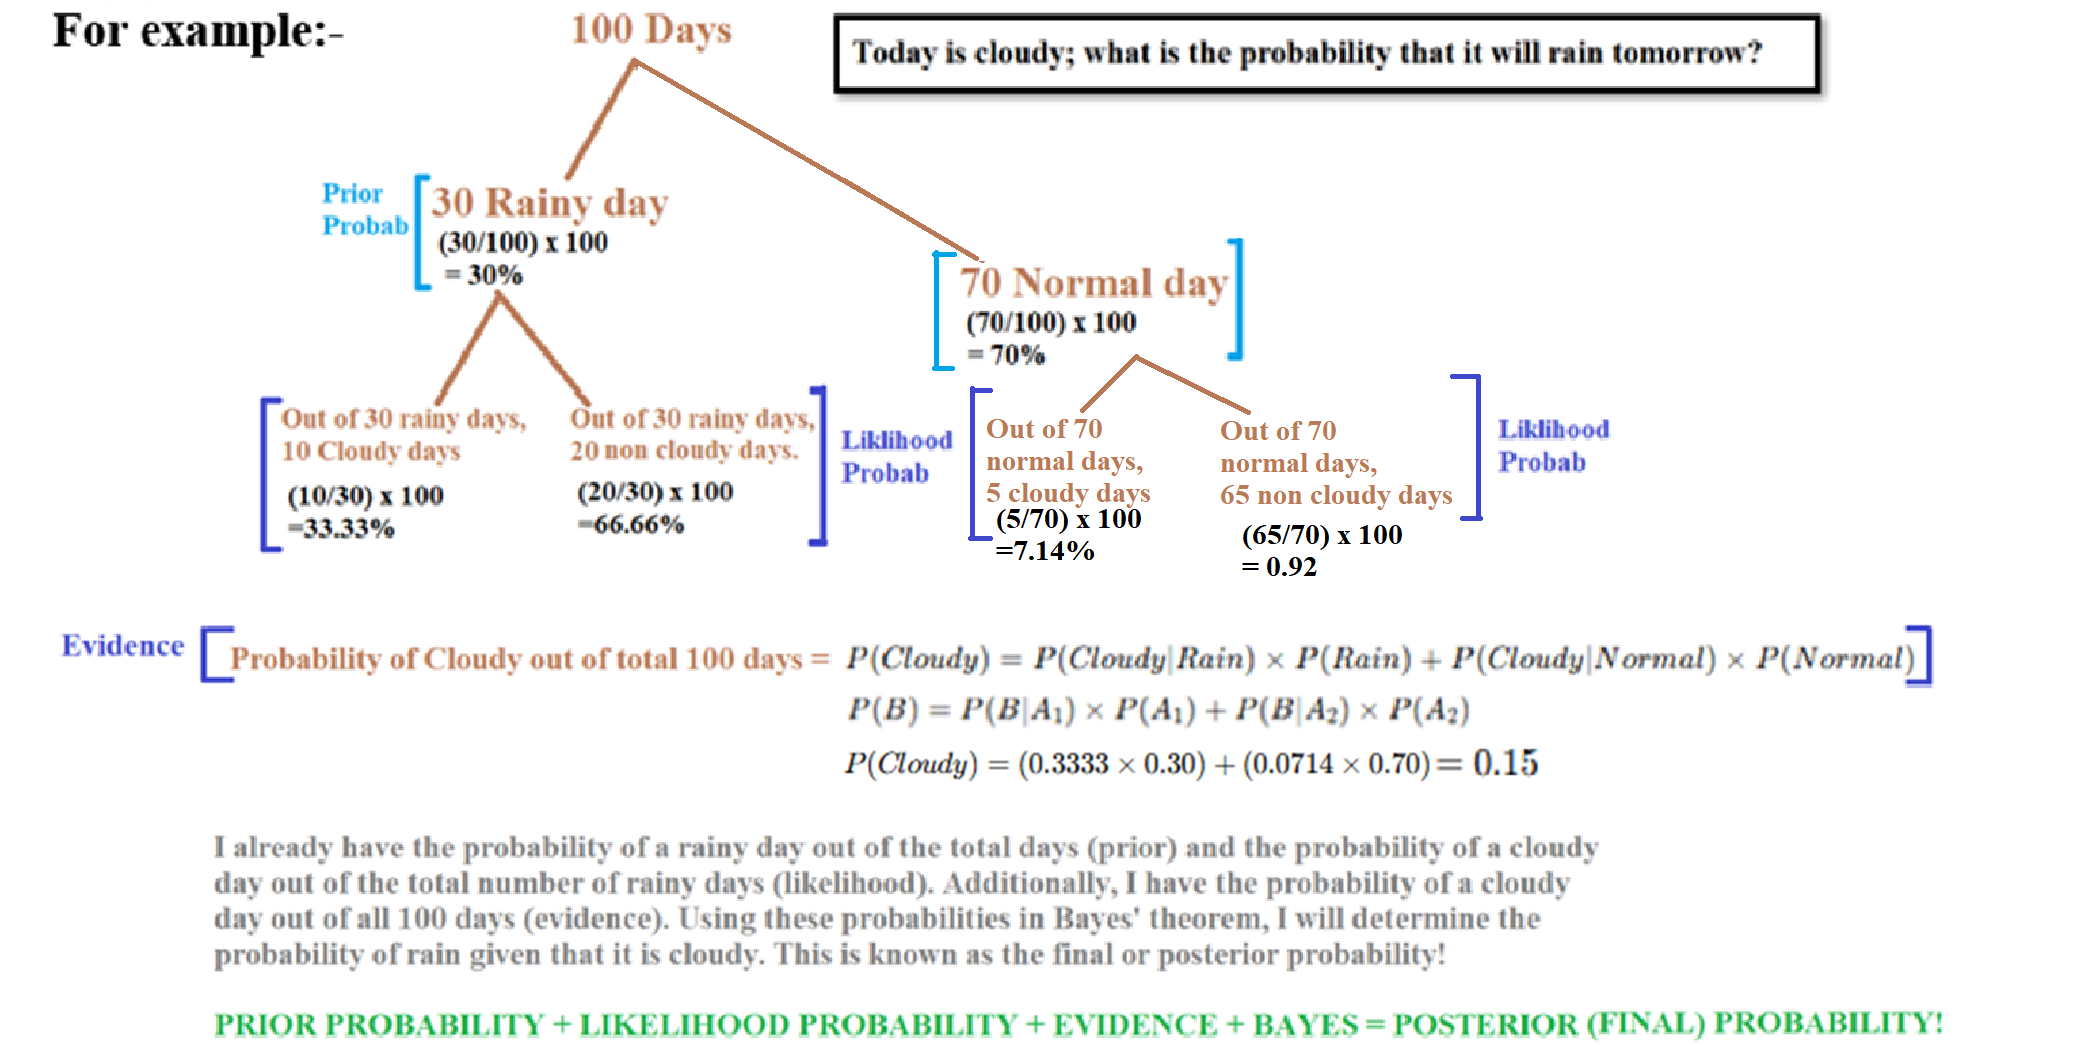 For example:-
100 Days
Today is cloudy; what is the probability that it will rain tomorrow?
Prior
Probab
30 Rainy day
(30/100) x 100
= 30%
70 Normal day
(70/100) x 100
= 70%
Out of 30 rainy days,
10 Cloudy days
(10/30) x 100
=33.33%
Out of 30 rainy days,
20 non cloudy days.
(20/30) x 100
=66.66%
Liklihood
Probab
Out of 70
normal days,
5 cloudy days
(5/70) x 100
=7.14%
Out of 70
normal days,
65 non cloudy days
(65/70) x 100
= 0.92
Liklihood
Probab
Evidence
Probability of Cloudy out of total 100 days = P(Cloudy) = P(Cloudy|Rain) × P(Rain) + P(Cloudy|Normal) × P(Normal)
P(B) = P(B|A₁) × P(A₁) + P(B|A₂) × P(A₂)
P(Cloudy) = (0.3333 × 0.30) + (0.0714 × 0.70) = 0.15
I already have the probability of a rainy day out of the total days (prior) and the probability of a cloudy
day out of the total number of rainy days (likelihood). Additionally, I have the probability of a cloudy
day out of all 100 days (evidence). Using these probabilities in Bayes' theorem, I will determine the
probability of rain given that it is cloudy. This is known as the final or posterior probability!
PRIOR PROBABILITY + LIKELIHOOD PROBABILITY + EVIDENCE + BAYES = POSTERIOR (FINAL) PROBABILITY!